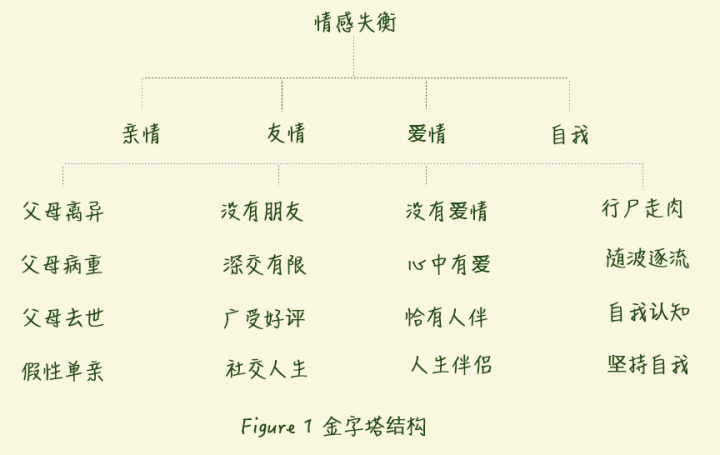 情感失衡
亲情 友情 爱情 自我
父母离异 没有朋友 没有爱情 行尸走肉
父母病重 深交有限 心中有爱 随波逐流
父母去世 广受好评 恰有人伴 自我认知
假性单亲 社交人生 人生伴侣 坚持自我
Figure 1 金字塔结构